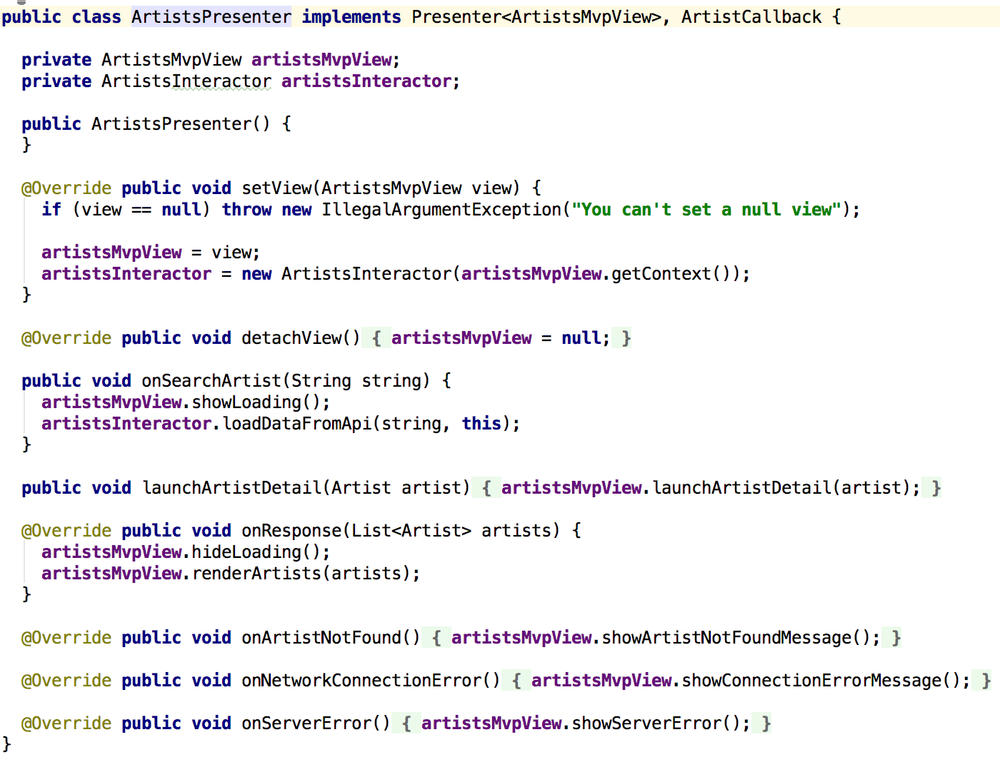 public class ArtistsPresenter implements Presenter<ArtistsMvpView>, ArtistCallback {

  private ArtistsMvpView artistsMvpView;
  private ArtistsInteractor artistsInteractor;

  public ArtistsPresenter() {
  }

  @Override public void setView(ArtistsMvpView view) {
    if (view == null) throw new IllegalArgumentException("You can't set a null view");

    artistsMvpView = view;
    artistsInteractor = new ArtistsInteractor(artistsMvpView.getContext());
  }

  @Override public void detachView() { artistsMvpView = null; }

  public void onSearchArtist(String string) {
    artistsMvpView.showLoading();
    artistsInteractor.loadDataFromApi(string, this);
  }

  public void launchArtistDetail(Artist artist) { artistsMvpView.launchArtistDetail(artist); }

  @Override public void onResponse(List<Artist> artists) {
    artistsMvpView.hideLoading();
    artistsMvpView.renderArtists(artists);
  }

  @Override public void onArtistNotFound() { artistsMvpView.showArtistNotFoundMessage(); }

  @Override public void onNetworkConnectionError() { artistsMvpView.showConnectionErrorMessage(); }

  @Override public void onServerError() { artistsMvpView.showServerError(); }
}